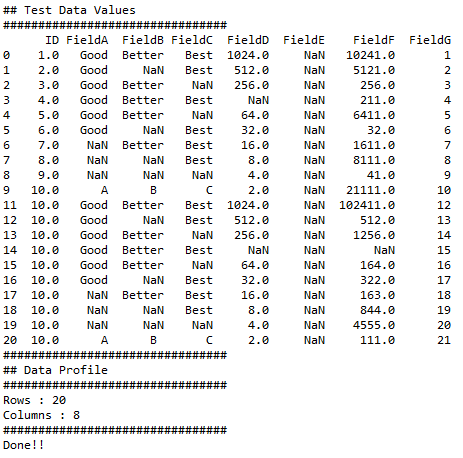 ## Test Data Values
################################
      ID FieldA  FieldB FieldC  FieldD  FieldE    FieldF  FieldG
0    1.0   Good  Better   Best  1024.0     NaN   10241.0       1
1    2.0   Good     NaN   Best   512.0     NaN    5121.0       2
2    3.0   Good  Better    NaN   256.0     NaN     256.0       3
3    4.0   Good  Better   Best     NaN     NaN     211.0       4
4    5.0   Good  Better    NaN    64.0     NaN    6411.0       5
5    6.0   Good     NaN   Best    32.0     NaN      32.0       6
6    7.0    NaN  Better   Best    16.0     NaN    1611.0       7
7    8.0    NaN     NaN   Best     8.0     NaN    8111.0       8
8    9.0    NaN     NaN    NaN     4.0     NaN      41.0       9
9   10.0      A       B      C     2.0     NaN   21111.0      10
11  10.0   Good  Better   Best  1024.0     NaN  102411.0      12
12  10.0   Good     NaN   Best   512.0     NaN     512.0      13
13  10.0   Good  Better    NaN   256.0     NaN    1256.0      14
14  10.0   Good  Better   Best     NaN     NaN       NaN      15
15  10.0   Good  Better    NaN    64.0     NaN     164.0      16
16  10.0   Good     NaN   Best    32.0     NaN     322.0      17
17  10.0    NaN  Better   Best    16.0     NaN     163.0      18
18  10.0    NaN     NaN   Best     8.0     NaN     844.0      19
19  10.0    NaN     NaN    NaN     4.0     NaN    4555.0      20
20  10.0      A       B      C     2.0     NaN     111.0      21
################################
## Data Profile
################################
Rows : 20
Columns : 8
################################
Done!!